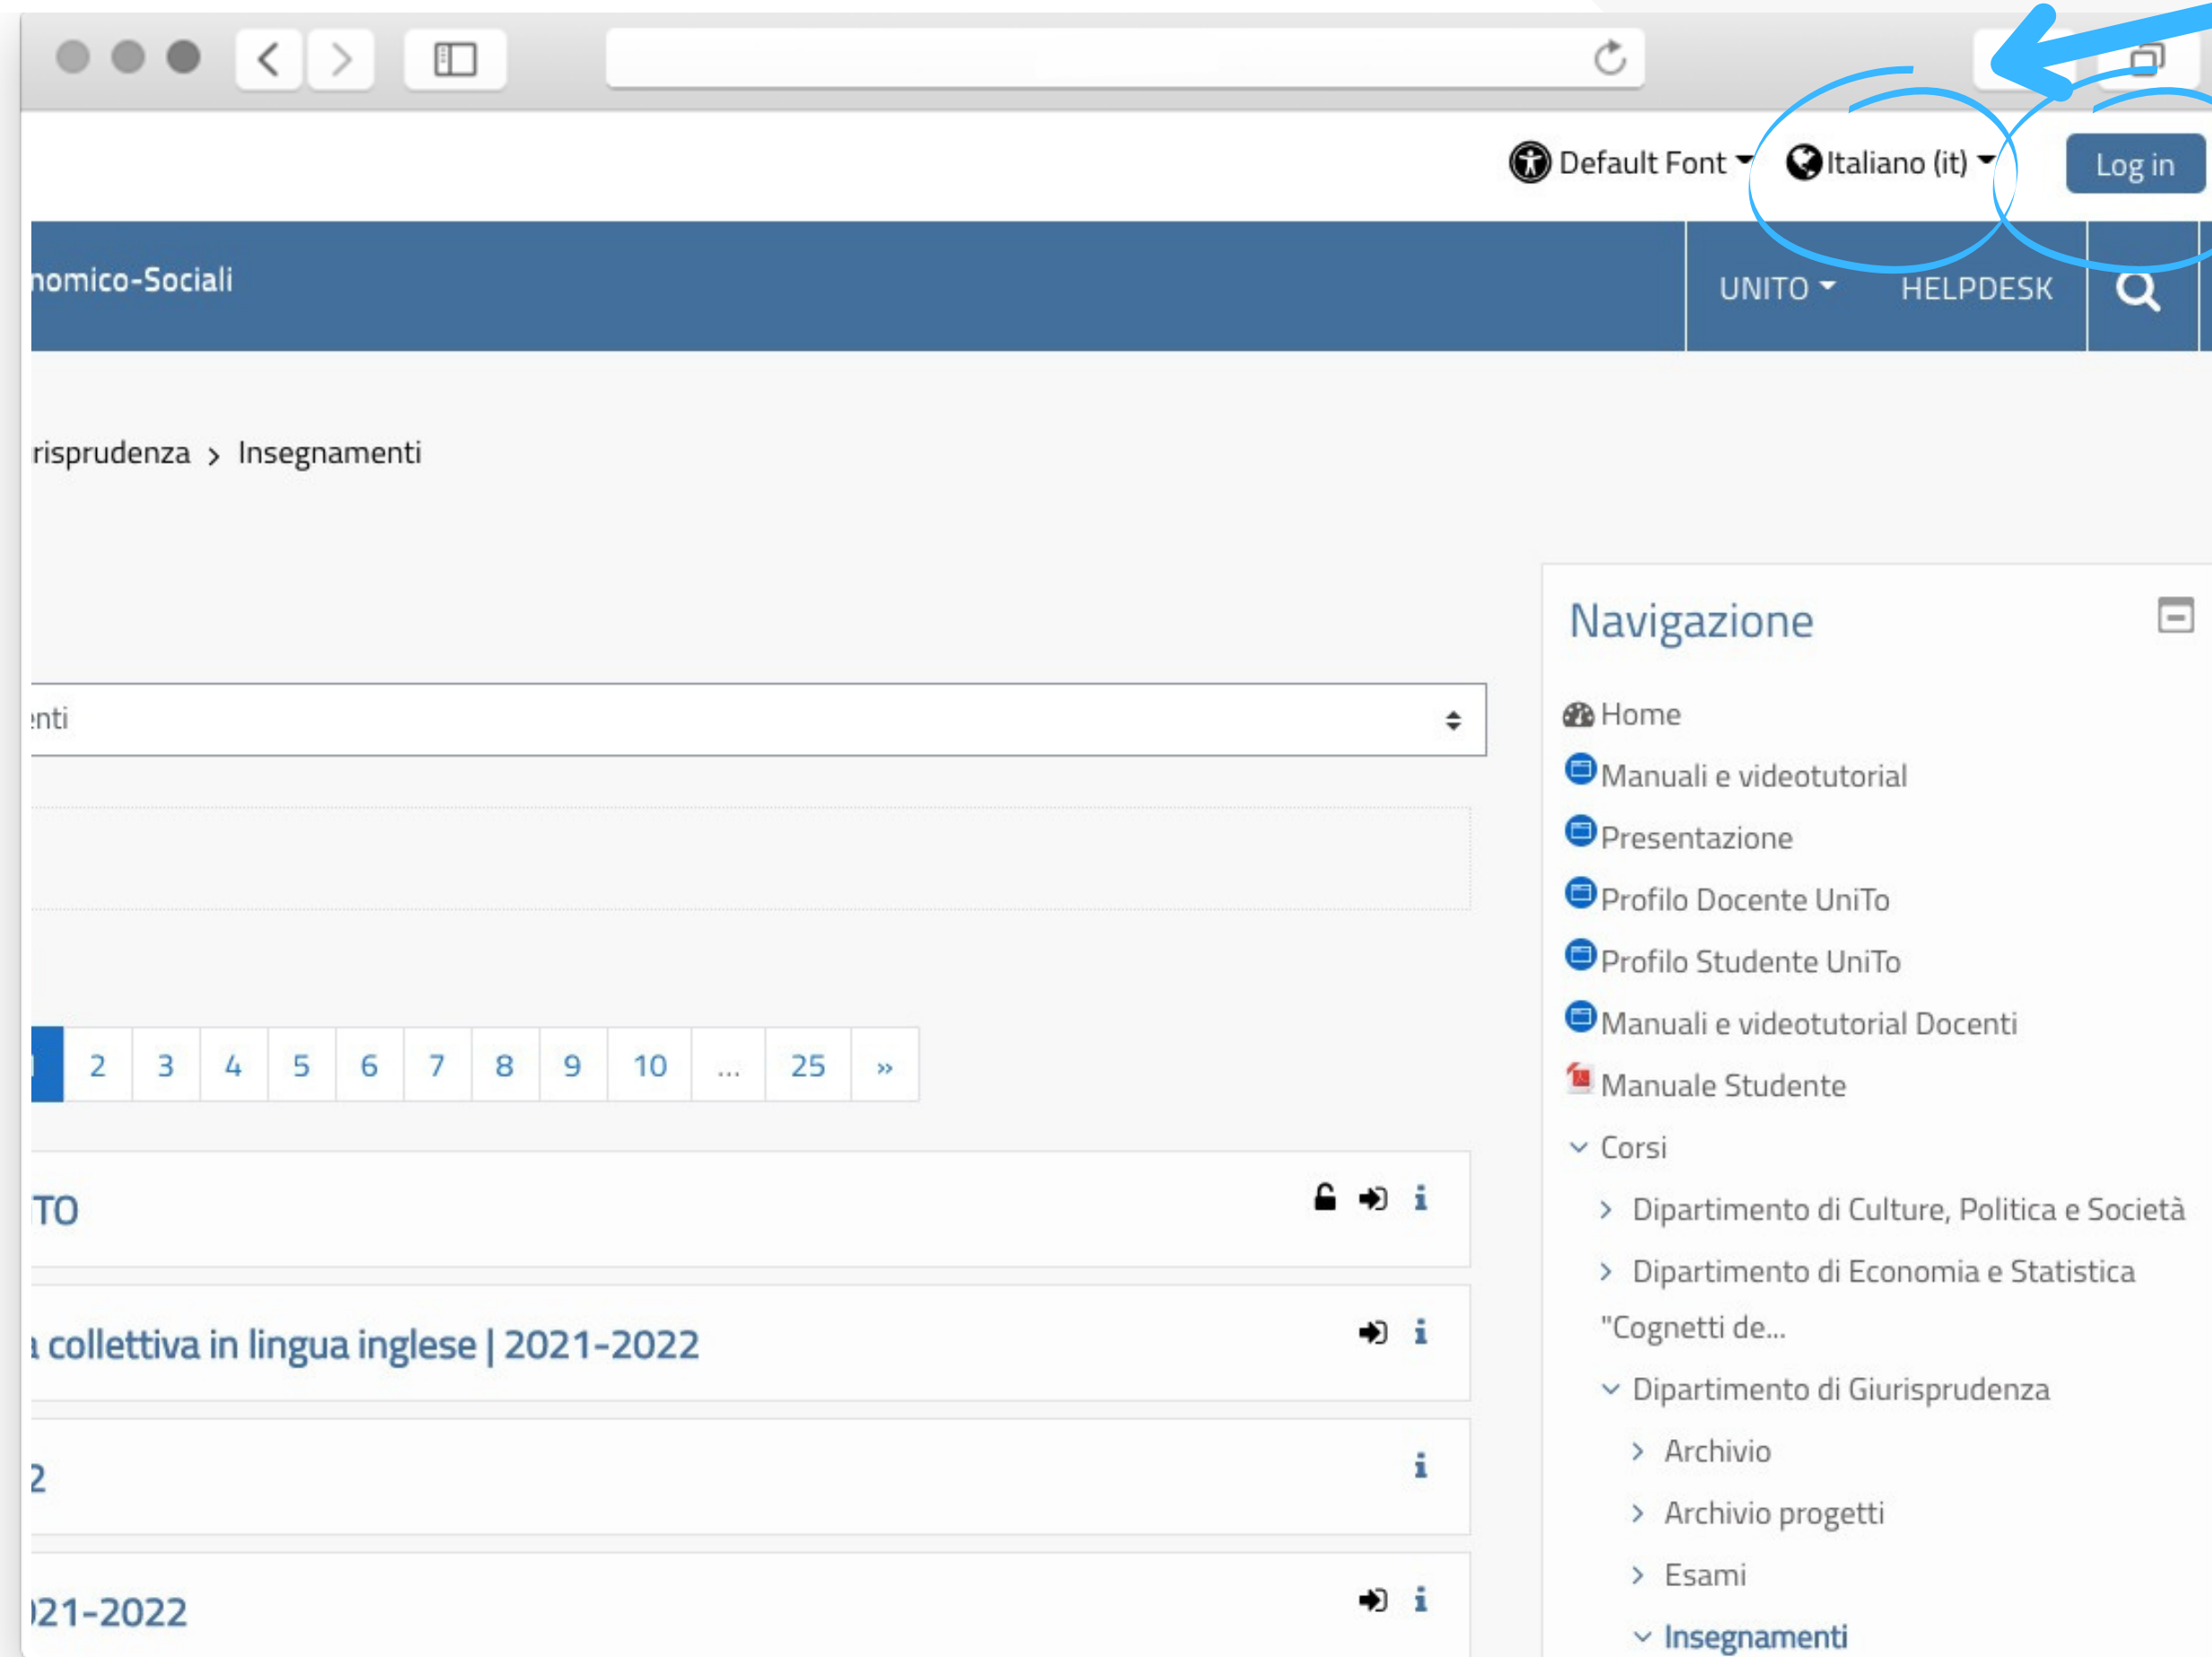 Default Font
Italiano (it)
Log in
nomico-Sociali
UNITO
HELPDESK
risprudenza > Insegnamenti
Navigazione
enti
Home
Manuali e videotutorial
Presentazione
Profilo Docente UniTo
Profilo Studente UniTo
Manuali e videotutorial Docenti
Manuale Studente
Corsi
Dipartimento di Culture, Politica e Società
Dipartimento di Economia e Statistica
"Cognetti de...
Dipartimento di Giurisprudenza
Archivio
Archivio progetti
Esami
Insegnamenti
1 2 3 4 5 6 7 8 9 10 ... 25 »
TO
a collettiva in lingua inglese | 2021-2022
2
021-2022